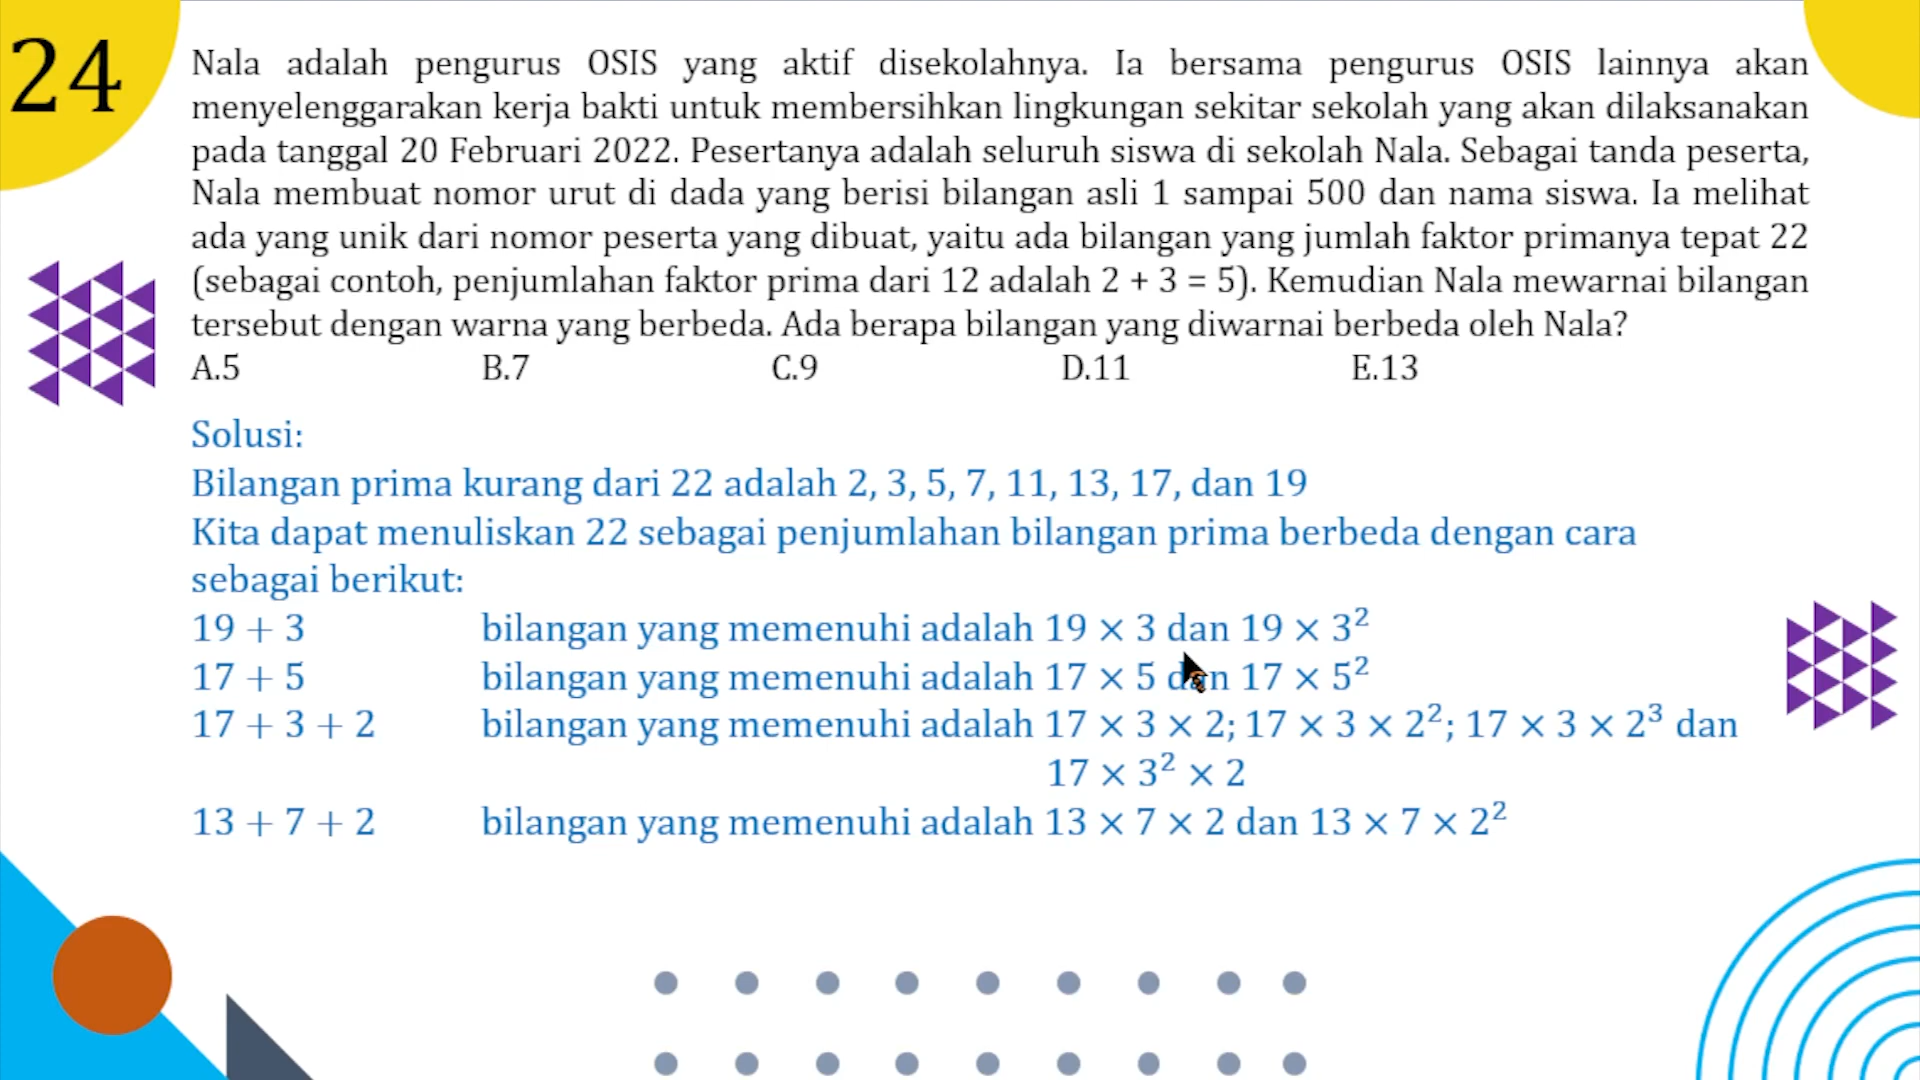 24
Nala adalah pengurus OSIS yang aktif disekolahnya. Ia bersama pengurus OSIS lainnya akan
menyelenggarakan kerja bakti untuk membersihkan lingkungan sekitar sekolah yang akan dilaksanakan
pada tanggal 20 Februari 2022. Pesertanya adalah seluruh siswa di sekolah Nala. Sebagai tanda peserta,
Nala membuat nomor urut di dada yang berisi bilangan asli 1 sampai 500 dan nama siswa. Ia melihat
ada yang unik dari nomor peserta yang dibuat, yaitu ada bilangan yang jumlah faktor primanya tepat 22
(sebagai contoh, penjumlahan faktor prima dari 12 adalah 2 + 3 = 5). Kemudian Nala mewarnai bilangan
tersebut dengan warna yang berbeda. Ada berapa bilangan yang diwarnai berbeda oleh Nala?
A.5 B.7 C.9 D.11 E.13
Solusi:
Bilangan prima kurang dari 22 adalah 2, 3, 5, 7, 11, 13, 17, dan 19
Kita dapat menuliskan 22 sebagai penjumlahan bilangan prima berbeda dengan cara
sebagai berikut:
19 + 3 bilangan yang memenuhi adalah 19 × 3 dan 19 × 3²
17 + 5 bilangan yang memenuhi adalah 17 × 5 dan 17 × 5²
17 + 3 + 2 bilangan yang memenuhi adalah 17 × 3 × 2; 17 × 3 × 2²; 17 × 3 × 2³ dan
17 × 3² × 2
13 + 7 + 2 bilangan yang memenuhi adalah 13 × 7 × 2 dan 13 × 7 × 2²